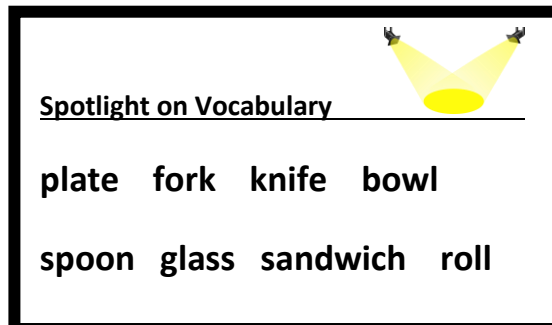 Spotlight on Vocabulary
plate fork knife bowl
spoon glass sandwich roll